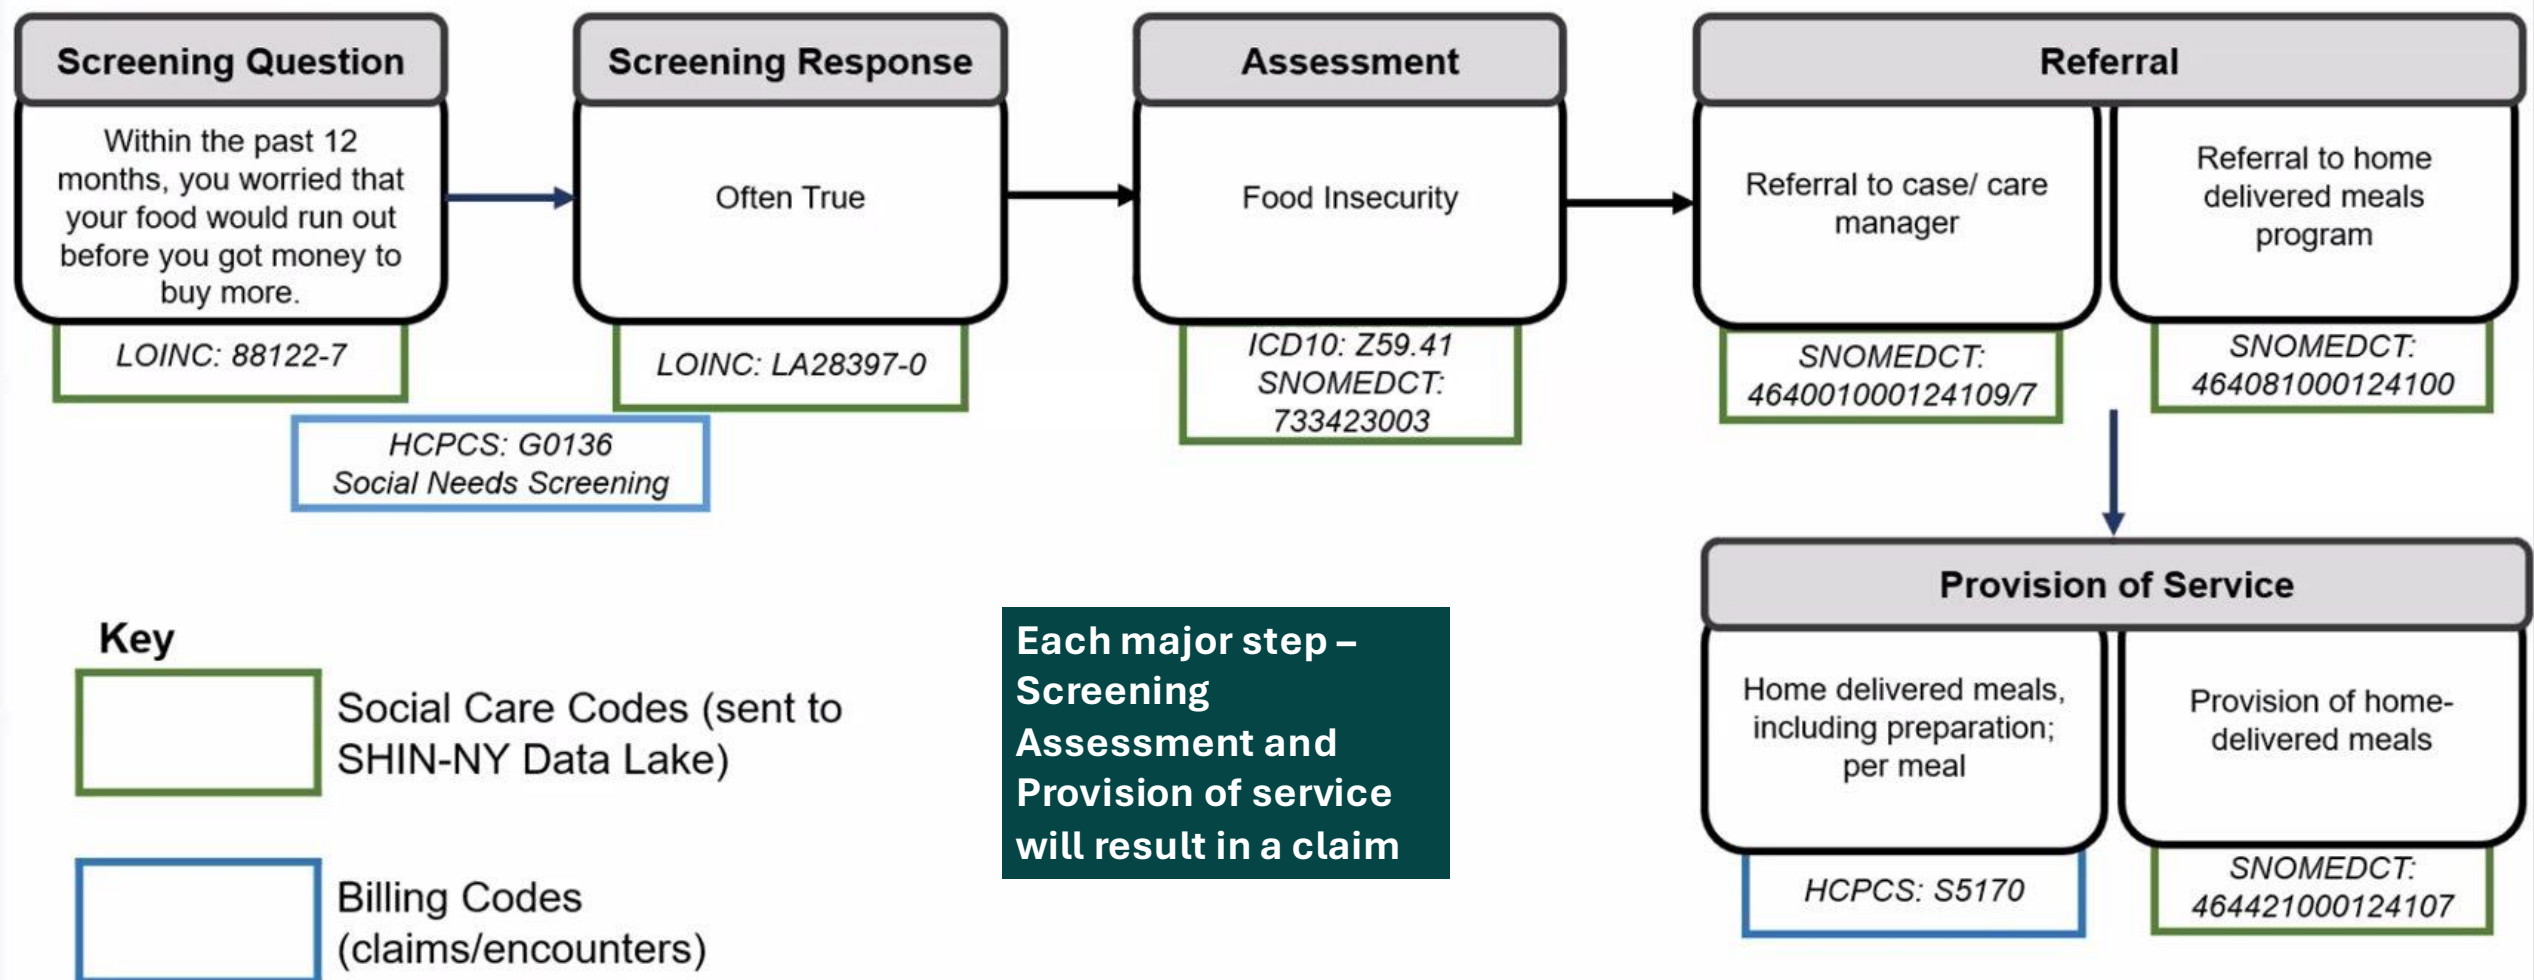 Screening Question
Within the past 12
months, you worried that
your food would run out
before you got money to
buy more.
LOINC: 88122-7
Screening Response
Often True
LOINC: LA28397-0
HCPCS: G0136
Social Needs Screening
Assessment
Food Insecurity
ICD10: Z59.41
SNOMEDCT:
733423003
Referral
Referral to case/ care
manager
SNOMEDCT:
464001000124109/7
Referral to home
delivered meals
program
SNOMEDCT:
464081000124100
Provision of Service
Home delivered meals,
including preparation;
per meal
HCPCS: S5170
Provision of home-
delivered meals
SNOMEDCT:
464421000124107
Key
Social Care Codes (sent to
SHIN-NY Data Lake)
Billing Codes
(claims/encounters)
Each major step –
Screening
Assessment and
Provision of service
will result in a claim